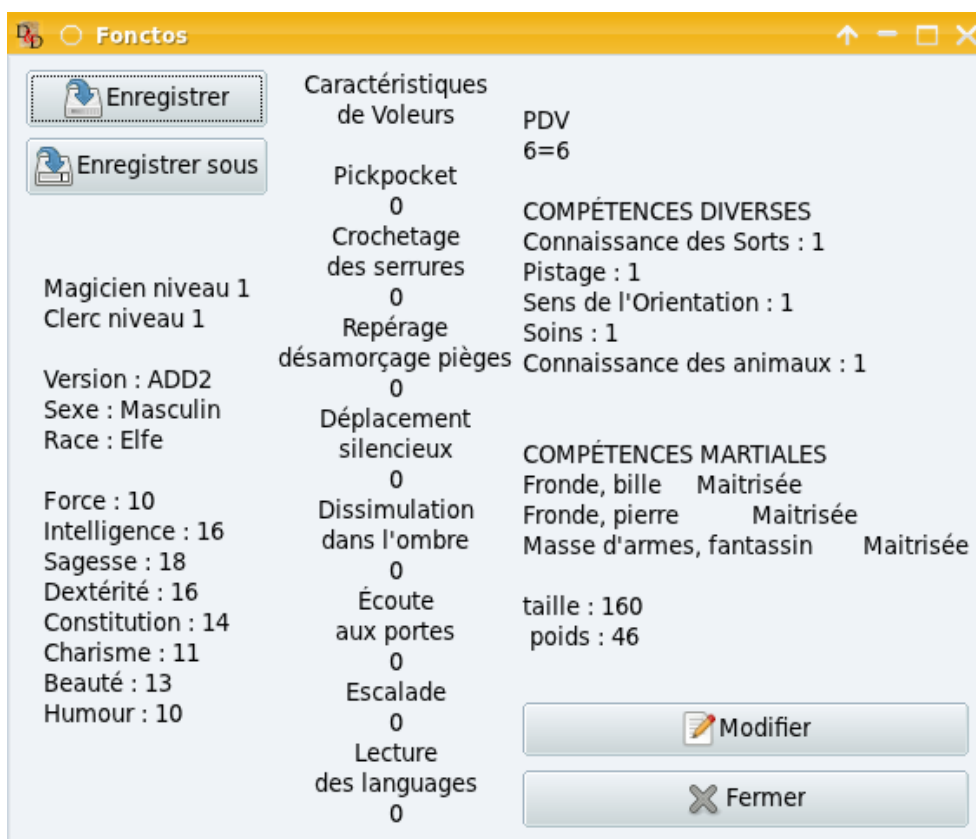 D&D Fonctos
Enregistrer
Enregistrer sous
Magicien niveau 1
Clerc niveau 1
Version : ADD2
Sexe : Masculin
Race : Elfe
Force : 10
Intelligence : 16
Sagesse : 18
Dextérité : 16
Constitution : 14
Charisme : 11
Beauté : 13
Humour : 10
Caractéristiques
de Voleurs
Pickpocket
0
Crochetage
des serrures
0
Repérage
désamorçage pièges
0
Déplacement
silencieux
0
Dissimulation
dans l'ombre
0
Écoute
aux portes
0
Escalade
0
Lecture
des languages
0
PDV
6=6
COMPÉTENCES DIVERSES
Connaissance des Sorts : 1
Pistage : 1
Sens de l'Orientation : 1
Soins : 1
Connaissance des animaux : 1
COMPÉTENCES MARTIALES
Fronde, bille Maitrisée
Fronde, pierre Maitrisée
Masse d'armes, fantassin Maitrisée
taille : 160
poids : 46
Modifier
Fermer